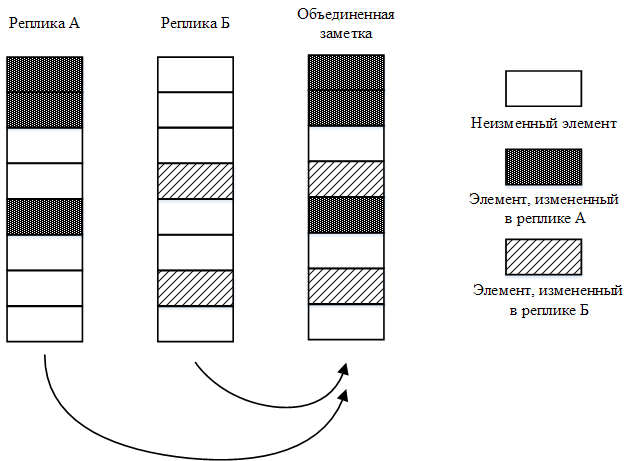 Реплика А
Реплика Б
Объединенная
заметка
Неизменный элемент
Элемент, измененный
в реплике А
Элемент, измененный
в реплике Б